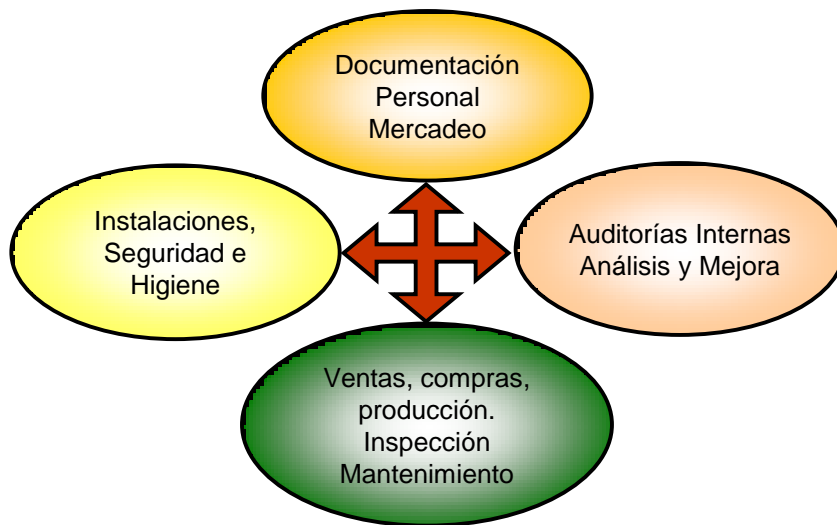 Documentación
Personal
Mercadeo
Instalaciones,
Seguridad e
Higiene
Auditorías Internas
Análisis y Mejora
Ventas, compras,
producción.
Inspección
Mantenimiento